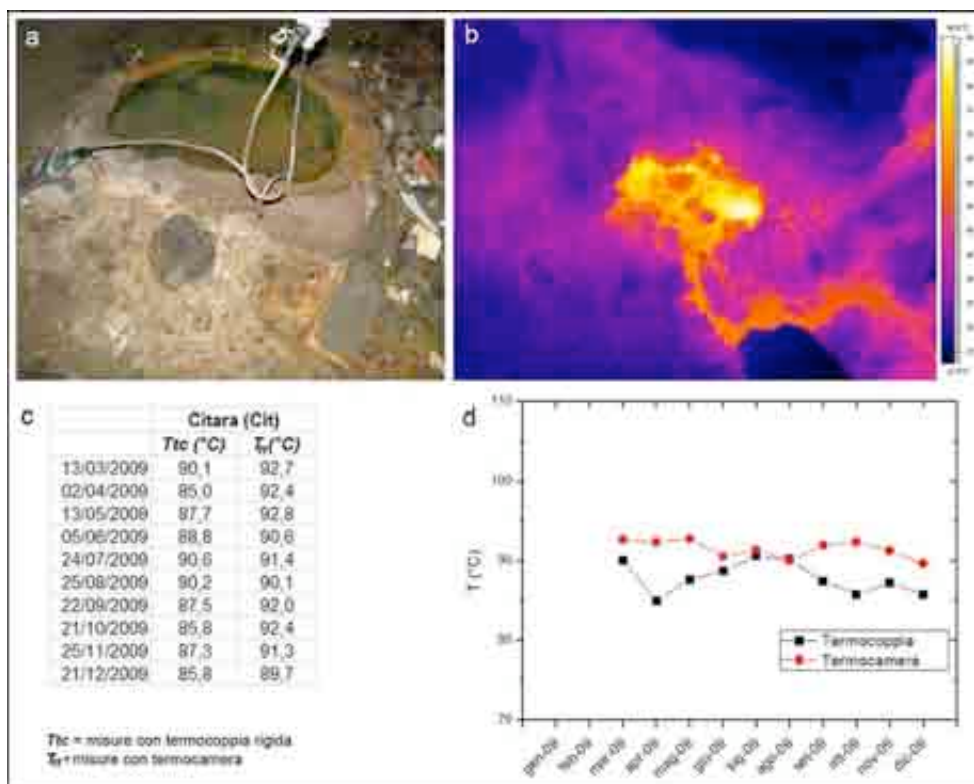 a
b
c
Citara (Cit)
Ttc (°C) Tir(°C)
13/03/2009 90,1 92,7
02/04/2009 85,0 92,4
13/05/2009 87,7 92,8
05/06/2009 88,8 90,6
24/07/2009 90,6 91,4
25/08/2009 90,2 90,1
22/09/2009 87,5 92,0
21/10/2009 85,8 92,4
25/11/2009 87,3 91,3
21/12/2009 85,8 89,7
Ttc = misure con termocoppia rigida
misure con termocamera
d
110
100
90
80
70
T (°C)
Termocoppia
Termocamera
gen-09
feb-09
mar-09
apr-09
mag-09
giu-09
lug-09
ago-09
set-09
ott-09
nov-09
dic-09